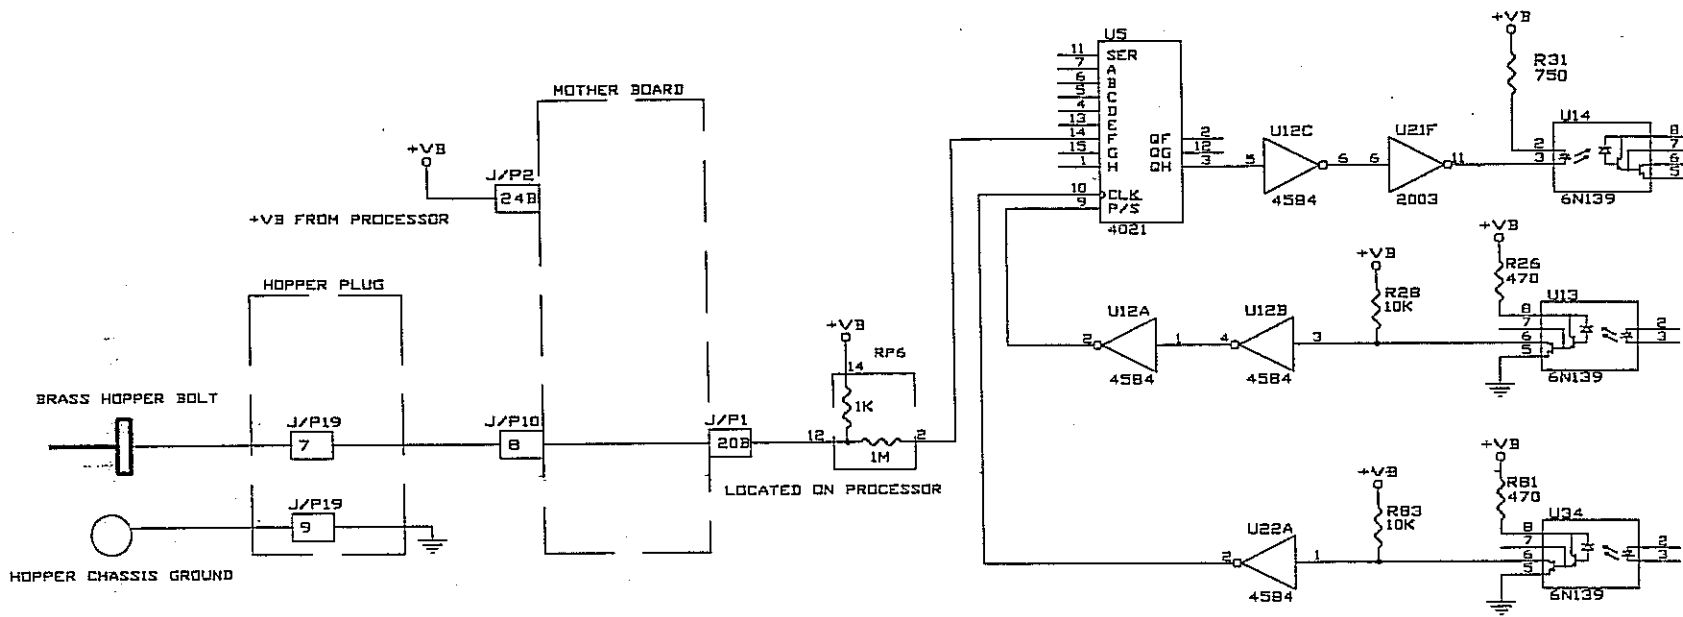 +VB
U5
11 SER
7 A
6 B
5 C
4 D
13 E
14 F
15 G
1 H
QF 2
QG 12
QH 3
10 CLK
9 P/S
4021
5 U12C 6
4584
6 U21F 11
2003
R31
750
U14
2
3
8
7
6
5
6N139
MOTHER BOARD
+VB
J/P2
24B
+VB FROM PROCESSOR
HOPPER PLUG
+VB
R26
470
+VB
R28
10K
U13
8
7
6
5
2
3
6N139
2 U12A 1
4584
4 U12B 3
4584
+VB
RP6
14
1K
12
2
1M
BRASS HOPPER BOLT
J/P19
7
J/P10
8
J/P1
20B
LOCATED ON PROCESSOR
J/P19
9
HOPPER CHASSIS GROUND
+VB
R81
470
+VB
R83
10K
U34
8
7
6
5
2
3
6N139
2 U22A 1
4584